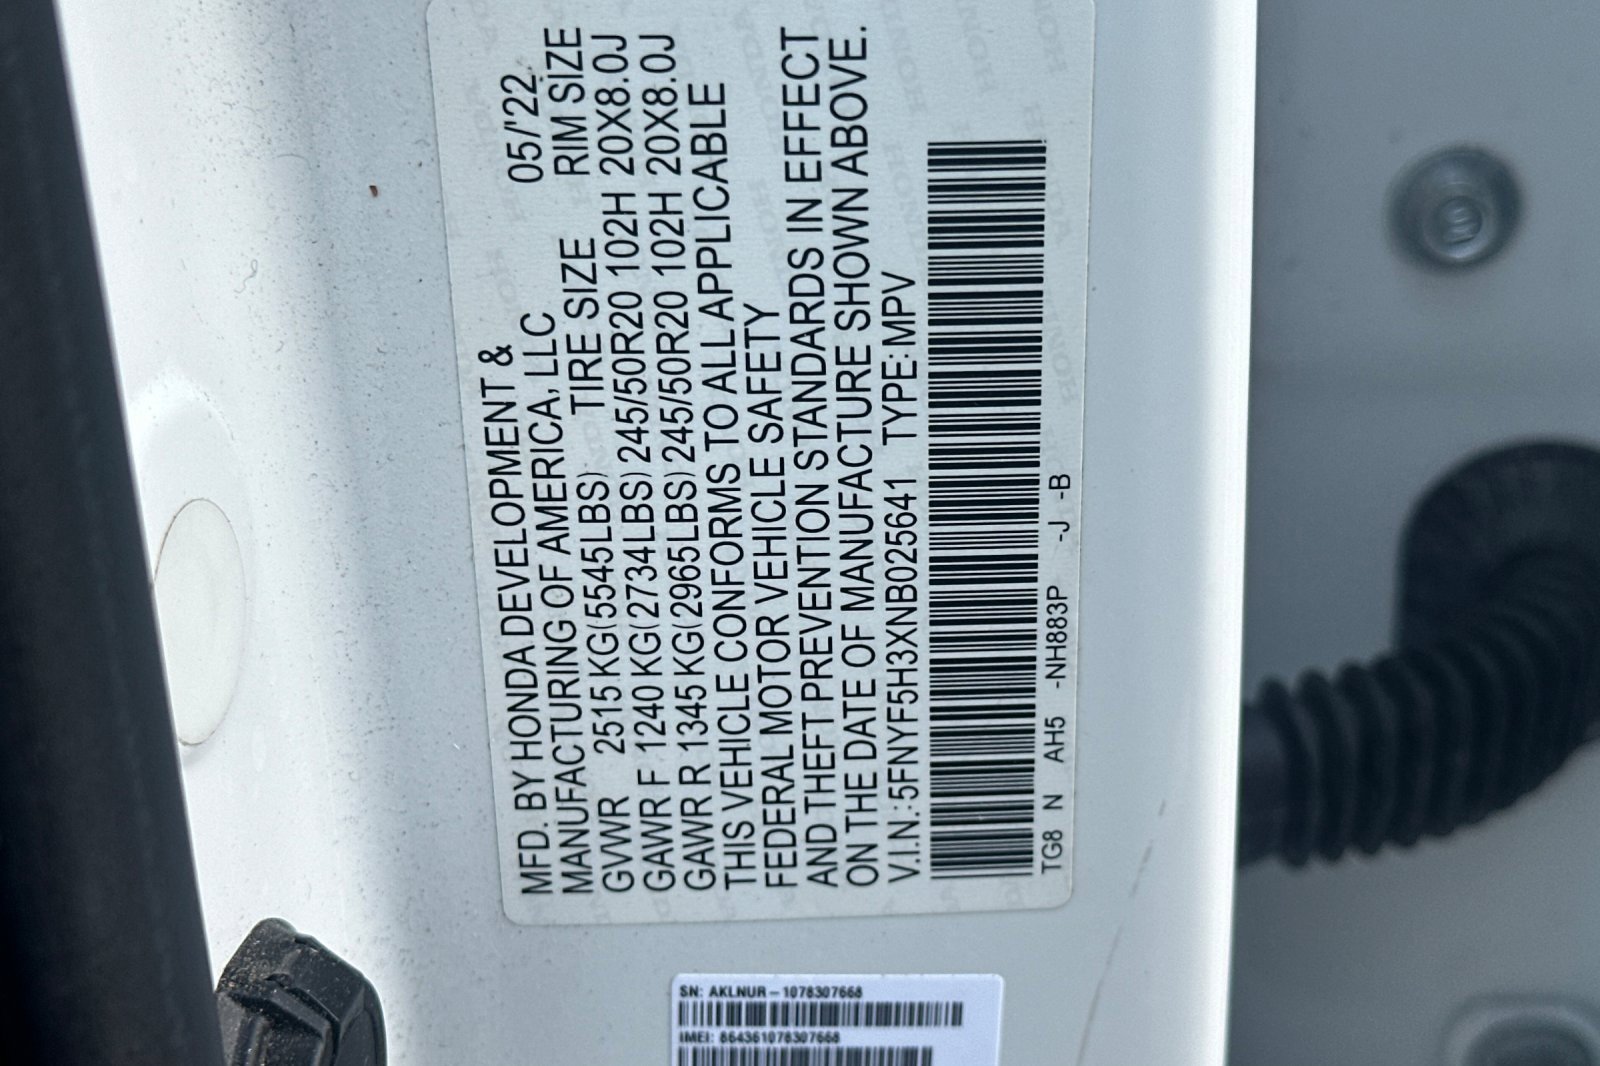 MFD. BY HONDA DEVELOPMENT &
MANUFACTURING OF AMERICA, LLC 05/'22
GVWR 2515 KG(5545LBS) TIRE SIZE RIM SIZE
GAWR F 1240 KG(2734LBS) 245/50R20 102H 20X8.0J
GAWR R 1345 KG(2965LBS) 245/50R20 102H 20X8.0J
THIS VEHICLE CONFORMS TO ALL APPLICABLE
FEDERAL MOTOR VEHICLE SAFETY
AND THEFT PREVENTION STANDARDS IN EFFECT
ON THE DATE OF MANUFACTURE SHOWN ABOVE.
V.I.N.: 5FNYF5H3XNB025641 TYPE: MPV
TG8 N AH5 -NH883P -J -B
SN: AKLNUR-1078307668
IMEI: 864361078307668